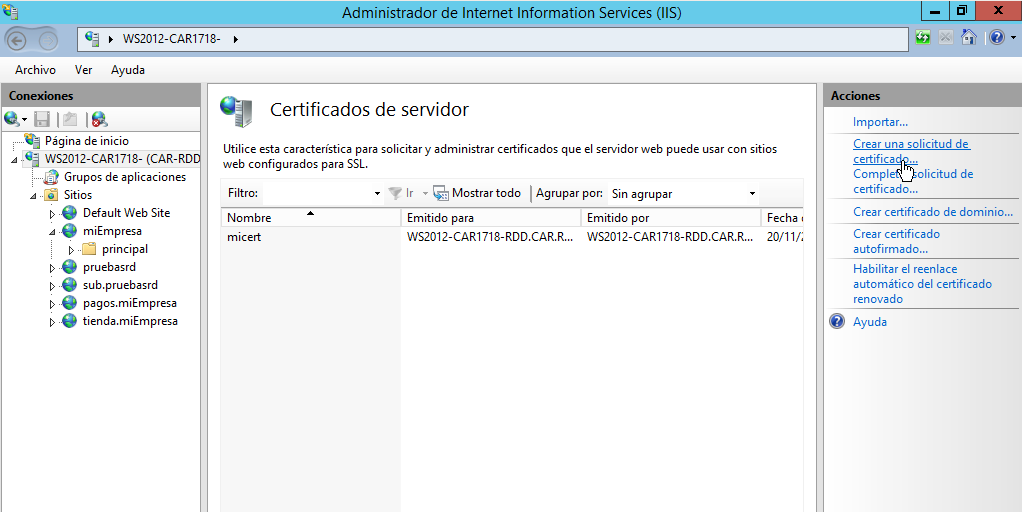 Administrador de Internet Information Services (IIS)
WS2012-CAR1718-
Archivo Ver Ayuda
Conexiones
Página de inicio
WS2012-CAR1718- (CAR-RDD
Grupos de aplicaciones
Sitios
Default Web Site
miEmpresa
principal
pruebasrd
sub.pruebasrd
pagos.miEmpresa
tienda.miEmpresa
Certificados de servidor
Utilice esta característica para solicitar y administrar certificados que el servidor web puede usar con sitios
web configurados para SSL.
Filtro: Ir Mostrar todo Agrupar por: Sin agrupar
Nombre Emitido para Emitido por Fecha
micert WS2012-CAR1718-RDD.CAR.R... WS2012-CAR1718-RDD.CAR.R... 20/11/
Acciones
Importar...
Crear una solicitud de
certificado...
Completar solicitud de
certificado...
Crear certificado de dominio...
Crear certificado
autofirmado...
Habilitar el reenlace
automático del certificado
renovado
Ayuda